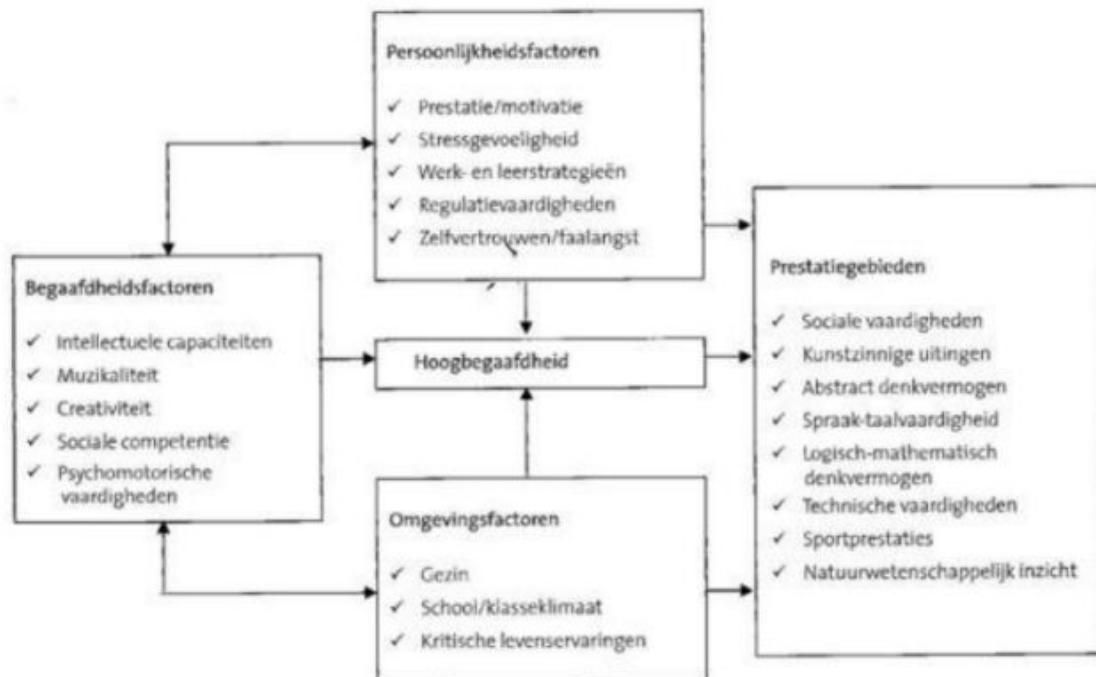 Persoonlijkheidsfactoren
✓ Prestatie/motivatie
✓ Stressgevoeligheid
✓ Werk- en leerstrategieën
✓ Regulatievaardigheden
✓ Zelfvertrouwen/faalangst
Begaafdheidsfactoren
✓ Intellectuele capaciteiten
✓ Muzikaliteit
✓ Creativiteit
✓ Sociale competentie
✓ Psychomotorische
vaardigheden
Hoogbegaafdheid
Omgevingsfactoren
✓ Gezin
✓ School/klasseklimaat
✓ Kritische levenservaringen
Prestatiegebieden
✓ Sociale vaardigheden
✓ Kunstzinnige uitingen
✓ Abstract denkvermogen
✓ Spraak-taalvaardigheid
✓ Logisch-mathematisch
denkvermogen
✓ Technische vaardigheden
✓ Sportprestaties
✓ Natuurwetenschappelijk inzicht